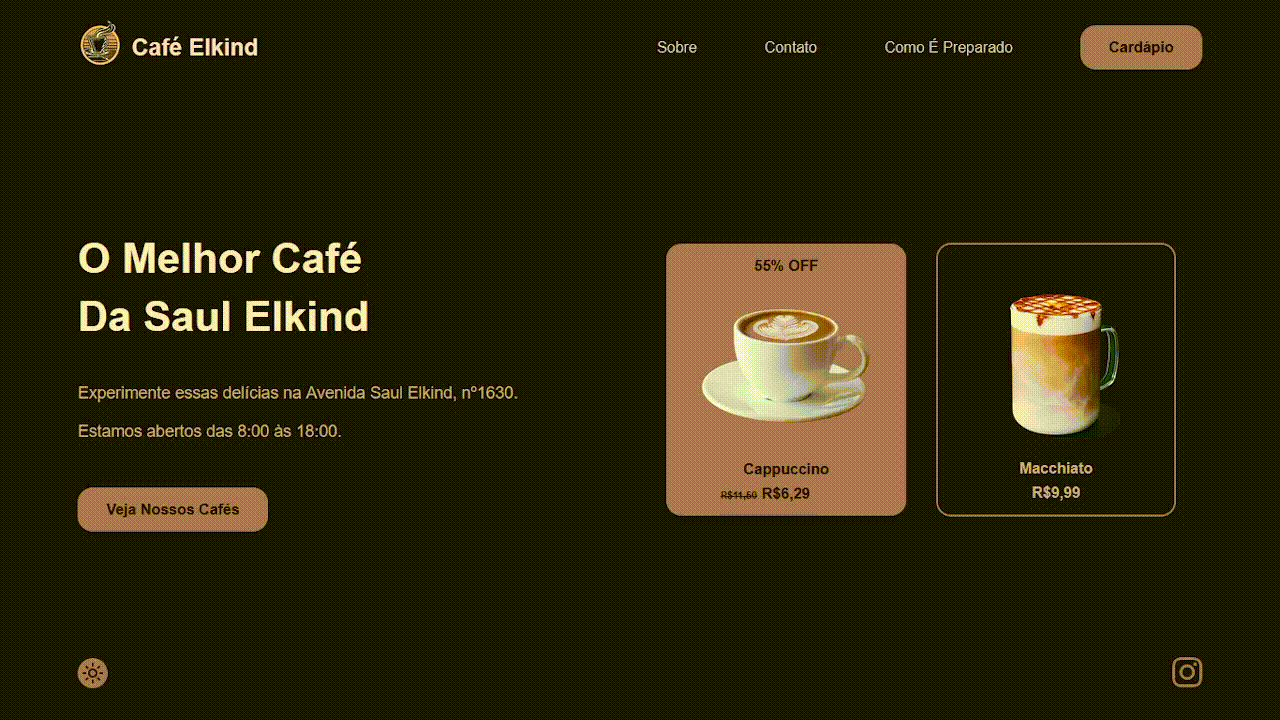 Café Elkind
Sobre
Contato
Como É Preparado
Cardápio
O Melhor Café
Da Saul Elkind
Experimente essas delícias na Avenida Saul Elkind, nº1630.
Estamos abertos das 8:00 às 18:00.
Veja Nossos Cafés
55% OFF
Cappuccino
R$11,50 R$6,29
Macchiato
R$9,99